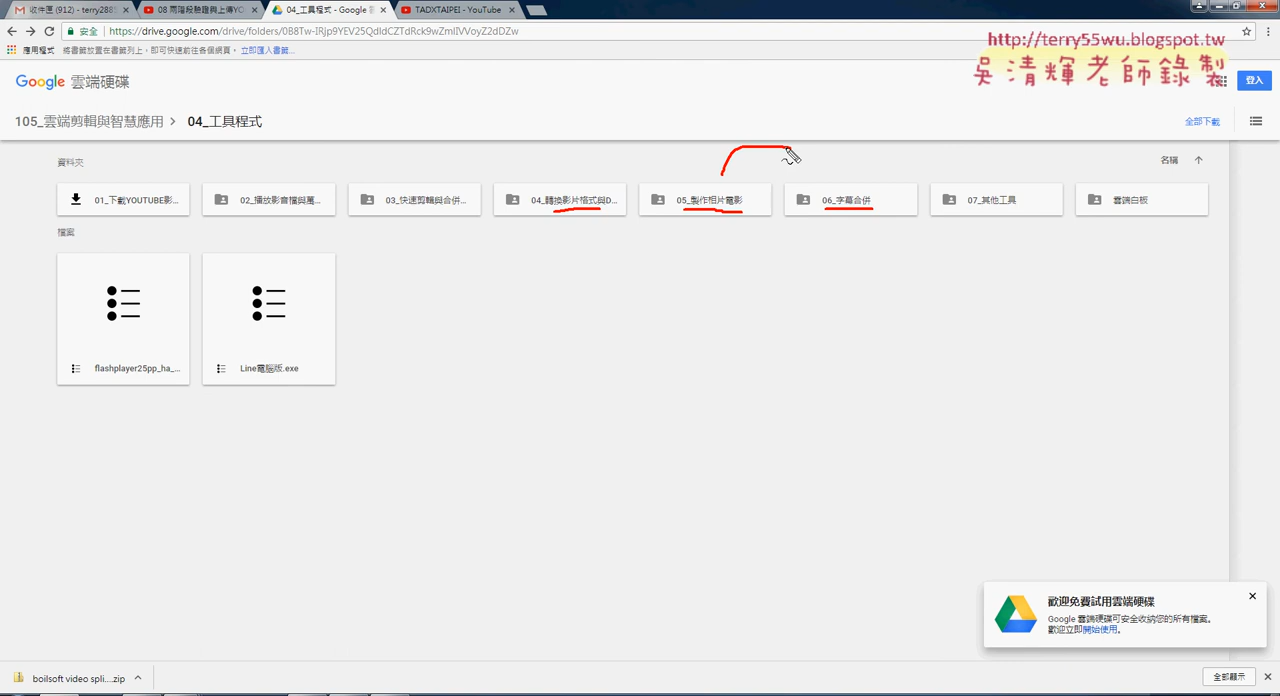 收件匣 (912) - terry288
08 兩階段驗證與上傳YO
04_工具程式 - Google
TADXTAIPEI - YouTube
安全
https://drive.google.com/drive/folders/0B8Tw-IRjp9YEV25QdldCZTdRck9wZmlIVVoyZ2dDZw
應用程式 將書籤放置在書籤列上，即可快速前往各個網頁。 立即匯入書籤...
http://terry55wu.blogspot.tw
吳清輝老師錄製
Google 雲端硬碟
登入
105_雲端剪輯與智慧應用 > 04_工具程式
全部下載
資料夾
名稱
01_下載YOUTUBE影...
02_播放影音檔與萬...
03_快速剪輯與合併...
04_轉換影片格式與D...
05_製作相片電影
06_字幕合併
07_其他工具
雲端白板
檔案
flashplayer25pp_ha_...
Line電腦版.exe
歡迎免費試用雲端硬碟
Google 雲端硬碟可安全收納您的所有檔案。
歡迎立即開始使用。
boilsoft video spli....zip
全部顯示